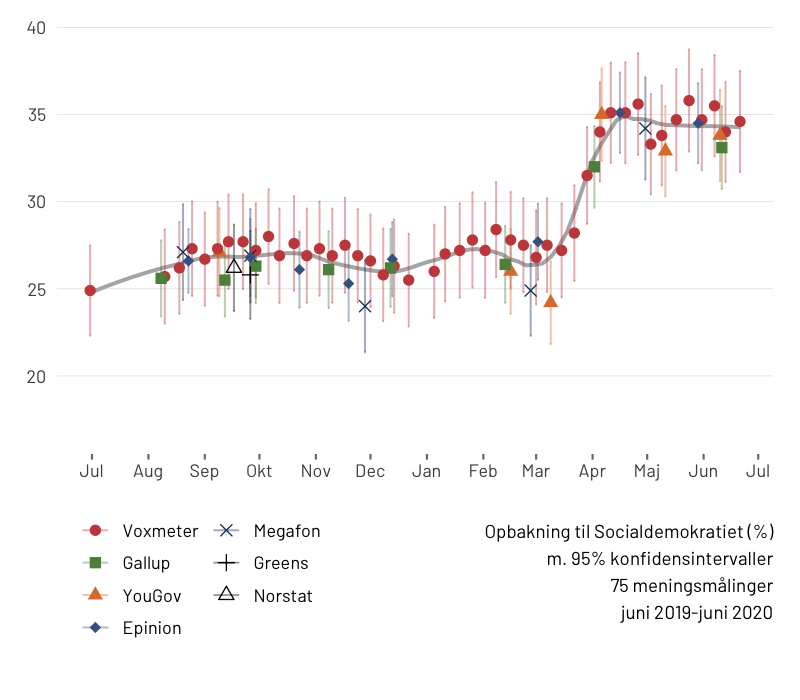 40
35
30
25
20
Jul Aug Sep Okt Nov Dec Jan Feb Mar Apr Maj Jun Jul
Voxmeter Megafon
Gallup Greens
YouGov Norstat
Epinion
Opbakning til Socialdemokratiet (%)
m. 95% konfidensintervaller
75 meningsmålinger
juni 2019-juni 2020